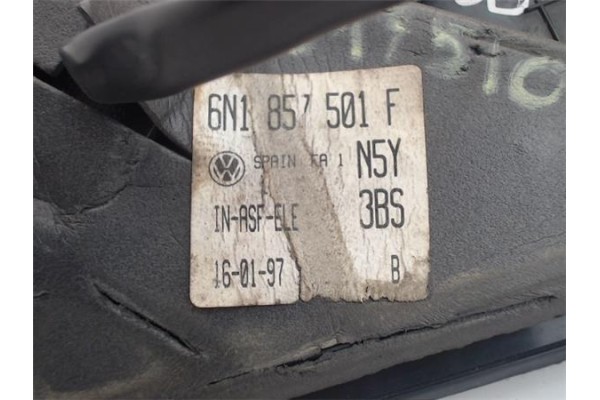 6N1 857 501 F
SPAIN FA 1 N5Y
IN-ASF-ELE 3BS
16-01-97 B